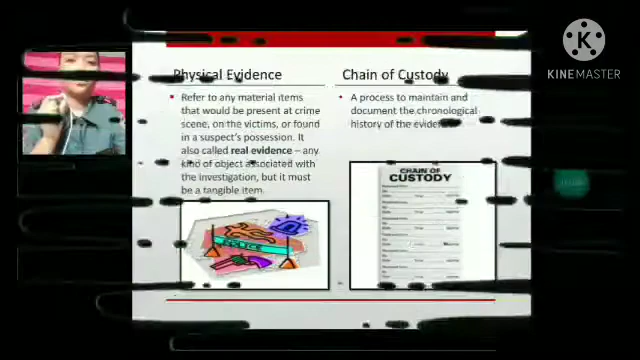 Physical Evidence
Refer to any material items
that would be present at crime
scene, on the victims, or found
in a suspect's possession. It
also called real evidence – any
kind of object associated with
the investigation, but it must
be a tangible item.
POLICE
Chain of Custody
A process to maintain and
document the chronological
history of the evidence
CHAIN OF
CUSTODY
K
KINEMASTER